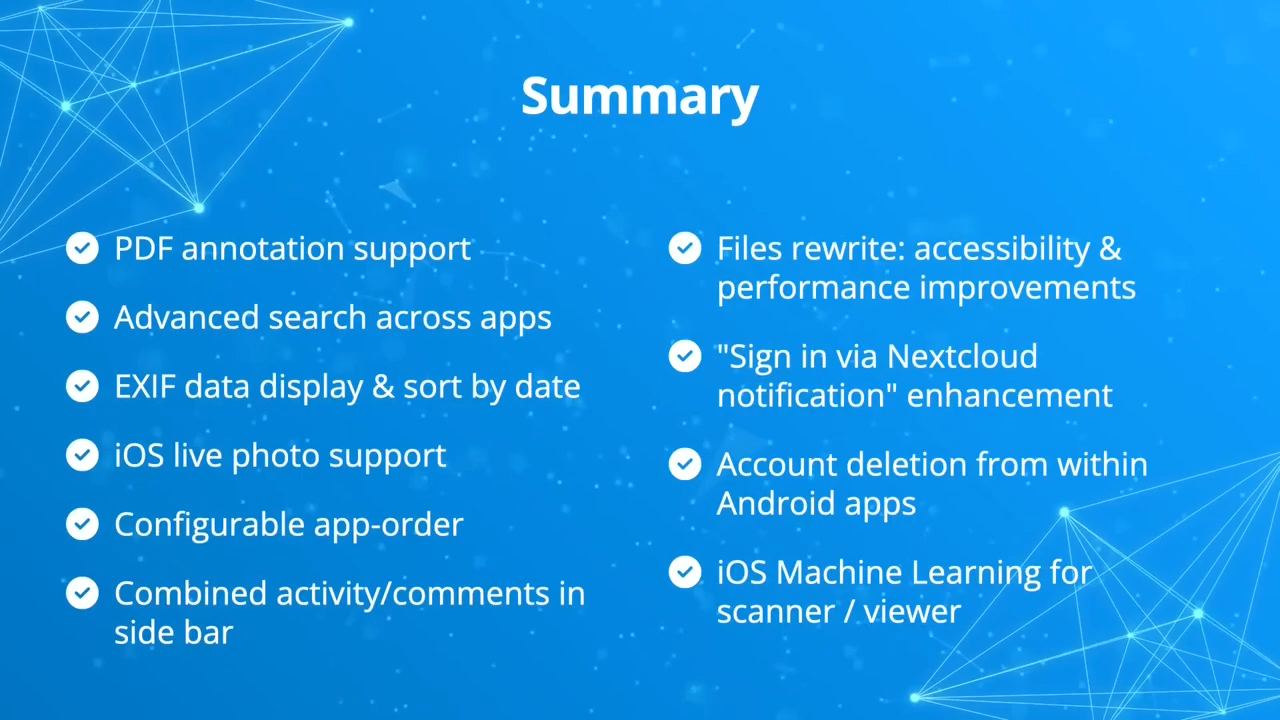 Summary
PDF annotation support
Advanced search across apps
EXIF data display & sort by date
iOS live photo support
Configurable app-order
Combined activity/comments in
side bar
Files rewrite: accessibility &
performance improvements
"Sign in via Nextcloud
notification" enhancement
Account deletion from within
Android apps
iOS Machine Learning for
scanner / viewer